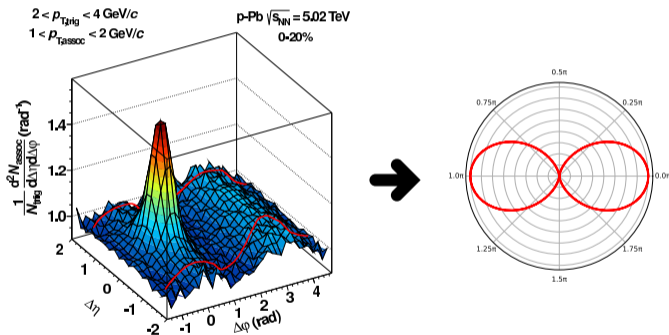 2 < p_T,trig < 4 GeV/c
1 < p_T,assoc < 2 GeV/c
p-Pb √s_NN = 5.02 TeV
0-20%
1/N_trig d²N_assoc/dΔηdΔφ (rad⁻¹)
1.4
1.2
1.0
2
1
0
-1
-2
Δη
-1
0
1
2
3
4
Δφ (rad)
0.5π
0.75π
0.25π
1.0π
0.0π
1.25π
1.75π
1.5π